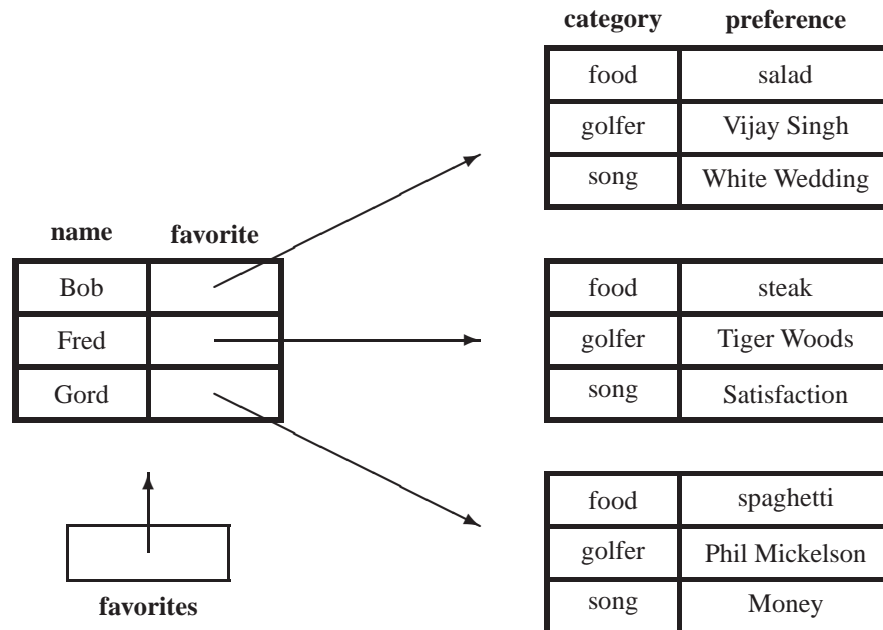 category preference
food salad
golfer Vijay Singh
song White Wedding
name favorite
Bob
Fred
Gord
food steak
golfer Tiger Woods
song Satisfaction
food spaghetti
golfer Phil Mickelson
song Money
favorites